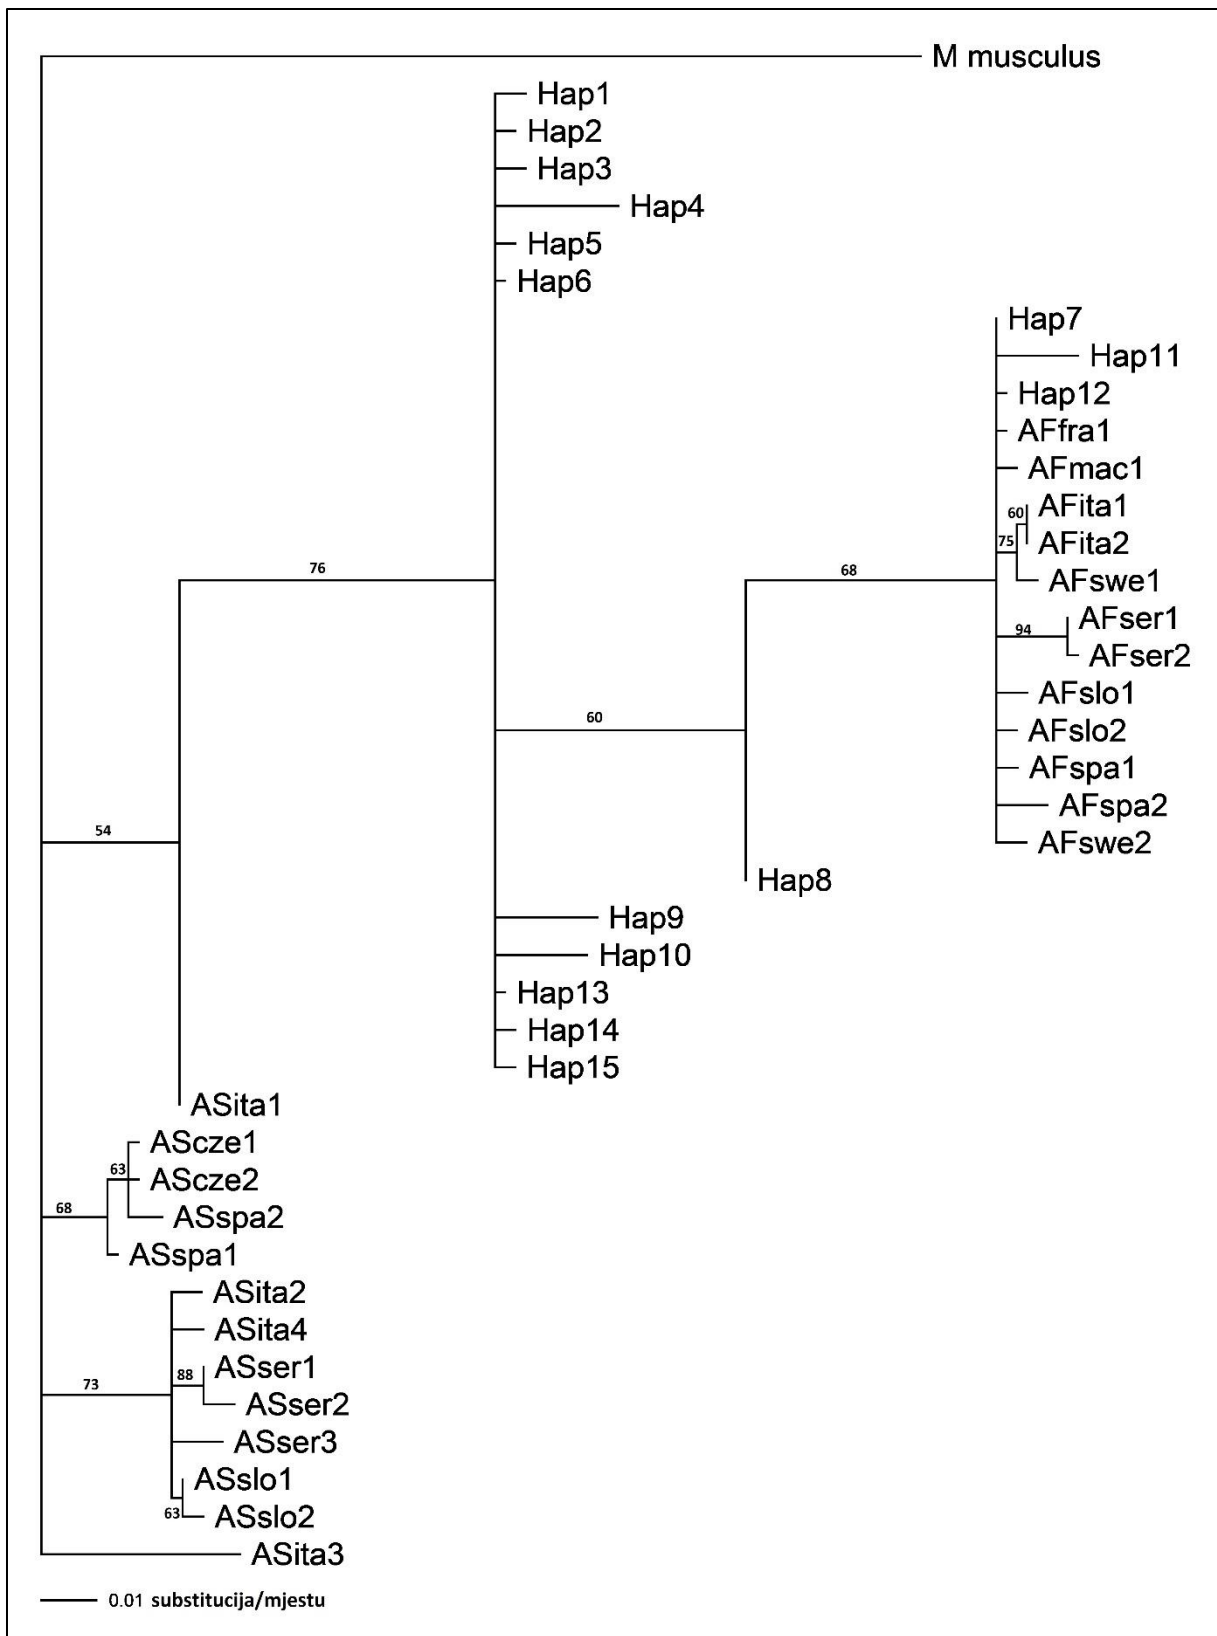 M musculus
Hap1
Hap2
Hap3
Hap4
Hap5
Hap6
Hap7
Hap11
Hap12
AFfra1
AFmac1
60 AFita1
75 AFita2
76 68 AFswe1
AFser1
94
AFser2
AFslo1
60 AFslo2
AFspa1
AFspa2
54 AFswe2
Hap8
Hap9
Hap10
Hap13
Hap14
Hap15
ASita1
AScze1
63 AScze2
68 ASspa2
ASspa1
ASita2
ASita4
88 ASser1
73 ASser2
ASser3
ASslo1
63 ASslo2
ASita3
0.01 substitucija/mjestu